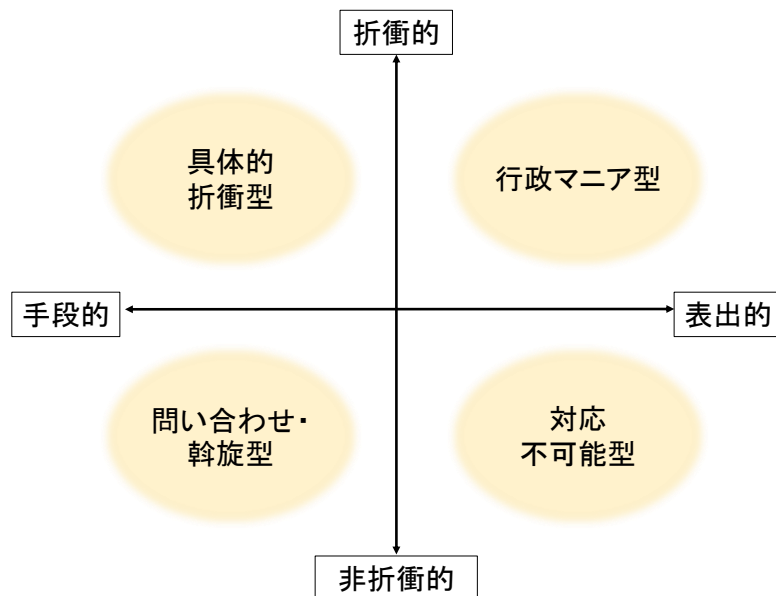 折衝的
具体的
折衝型
行政マニア型
手段的
表出的
問い合わせ・
斡旋型
対応
不可能型
非折衝的